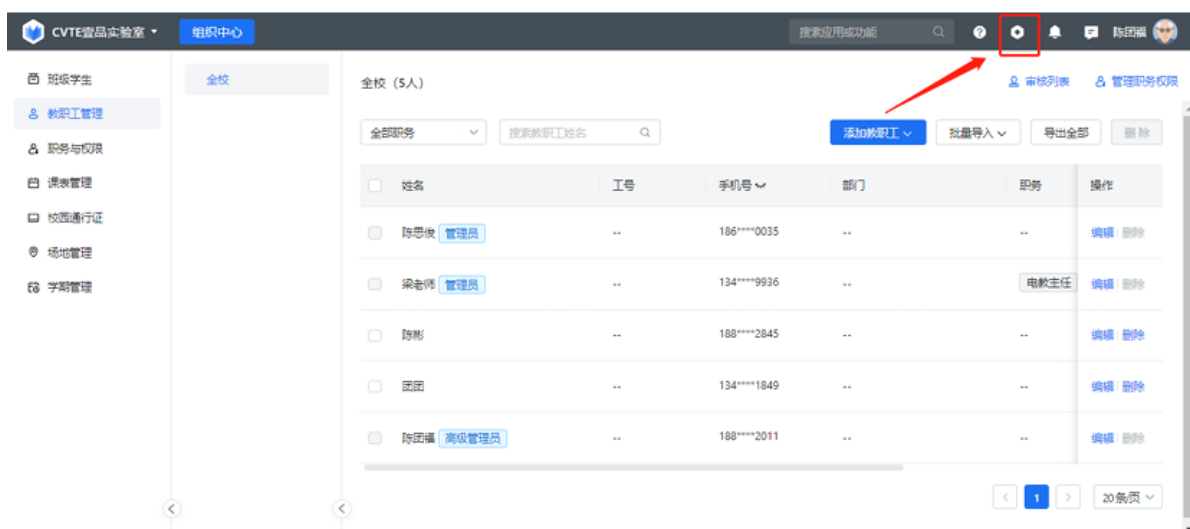 CVTE壹品实验室 组织中心 搜索应用或功能 陈团福
班级学生
教职工管理
职务与权限
课表管理
校园通行证
场地管理
学期管理
全校
全校（5人） 审核列表 管理职务权限
全部职务 搜索教职工姓名 添加教职工 批量导入 导出全部 删除
姓名 工号 手机号 部门 职务 操作
陈思俊 管理员 -- 186****0035 -- -- 编辑 删除
梁老师 管理员 -- 134****9936 -- 电教主任 编辑 删除
陈彬 -- 188****2845 -- -- 编辑 删除
团团 -- 134****1849 -- -- 编辑 删除
陈团福 高级管理员 -- 188****2011 -- -- 编辑 删除
1 20条/页